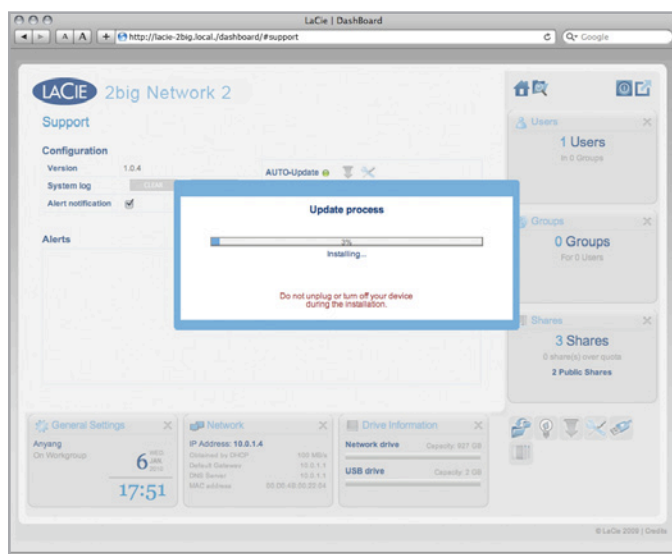 LaCie | DashBoard
A A + http://lacie-2big.local./dashboard/#support
Google
LACIE 2big Network 2
Support
Configuration
Version 1.0.4
AUTO-Update
System log CLEAR
Alert notification
Alerts
Update process
3%
Installing...
Do not unplug or turn off your device
during the installation.
Users
1 Users
In 0 Groups
Groups
0 Groups
For 0 Users
Shares
3 Shares
0 share(s) over quota
2 Public Shares
General Settings
Anyang
On Workgroup
6 WED
JAN.
2010
17:51
Network
IP Address: 10.0.1.4
Obtained by DHCP 100 MB/s
Default Gateway 10.0.1.1
DNS Server 10.0.1.1
MAC address
Drive Information
Network drive Capacity: 927 GB
USB drive Capacity: 2 GB
© LaCie 2009 | Credits